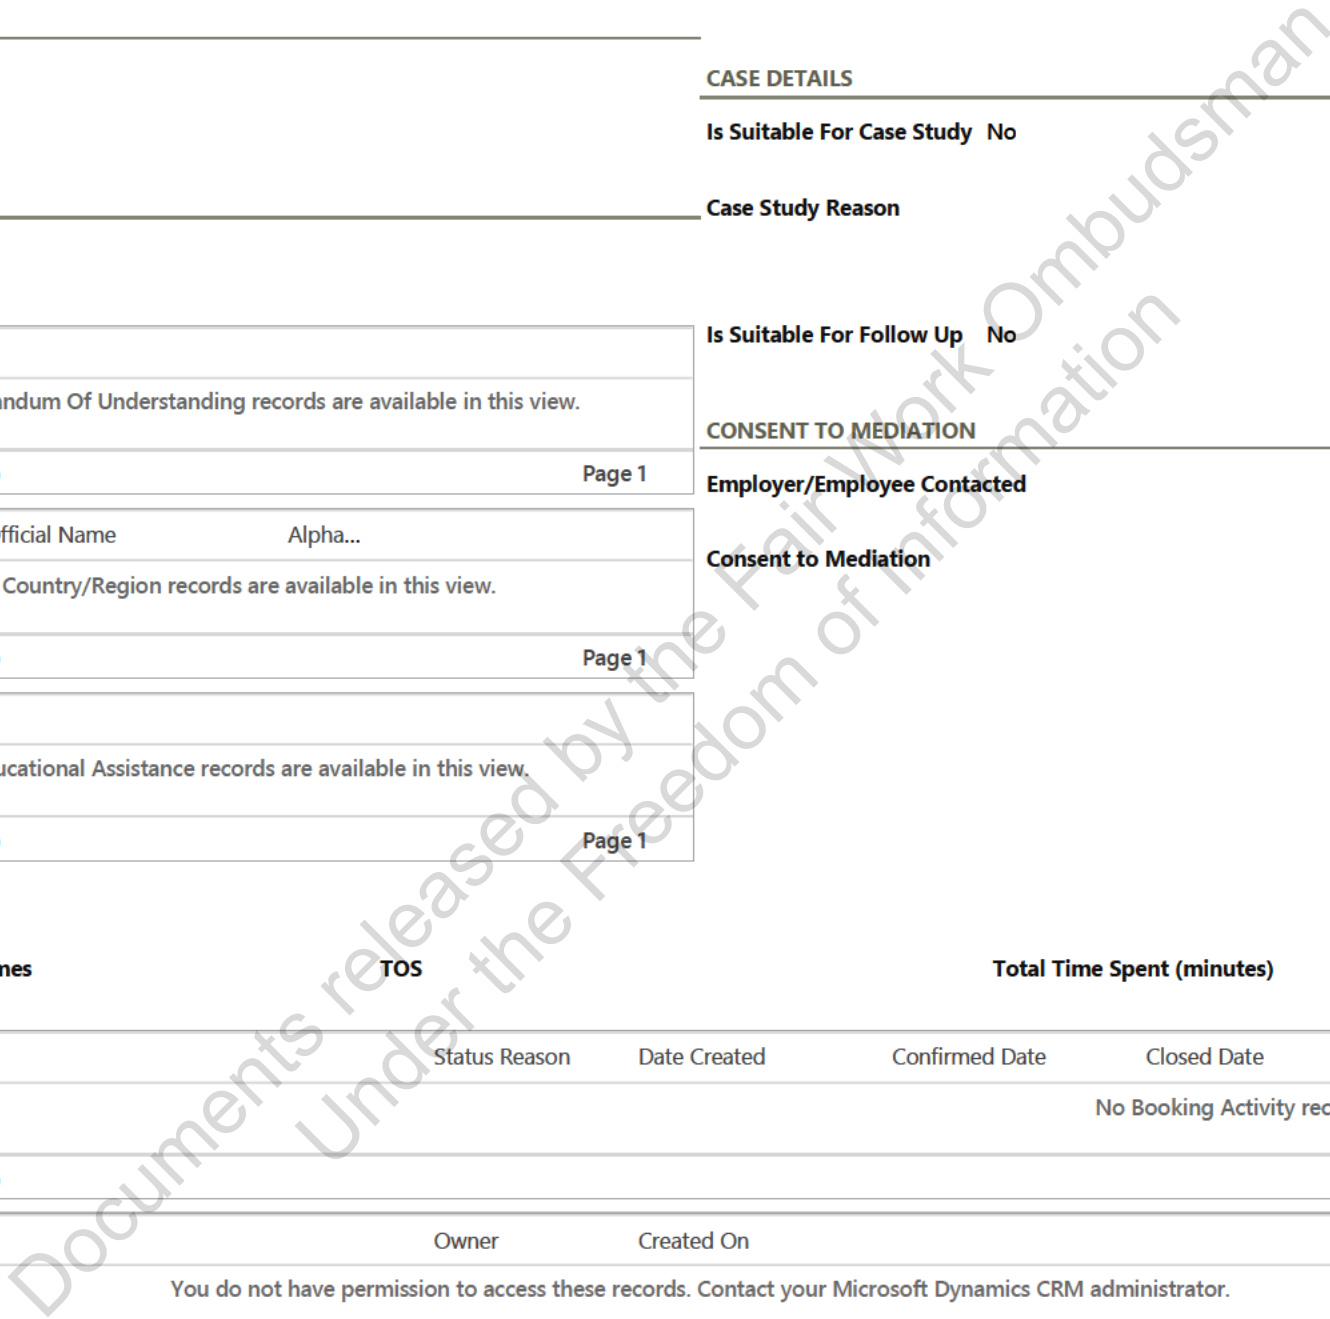 CASE DETAILS
Is Suitable For Case Study No
Case Study Reason
Is Suitable For Follow Up No
andum Of Understanding records are available in this view.
CONSENT TO MEDIATION
Page 1
Employer/Employee Contacted
fficial Name Alpha...
Consent to Mediation
Country/Region records are available in this view.
Page 1
ucational Assistance records are available in this view.
Page 1
nes TOS Total Time Spent (minutes)
Status Reason Date Created Confirmed Date Closed Date
No Booking Activity rec
Owner Created On
You do not have permission to access these records. Contact your Microsoft Dynamics CRM administrator.
Documents released by the Fair Work Ombudsman
Under the Freedom of Information